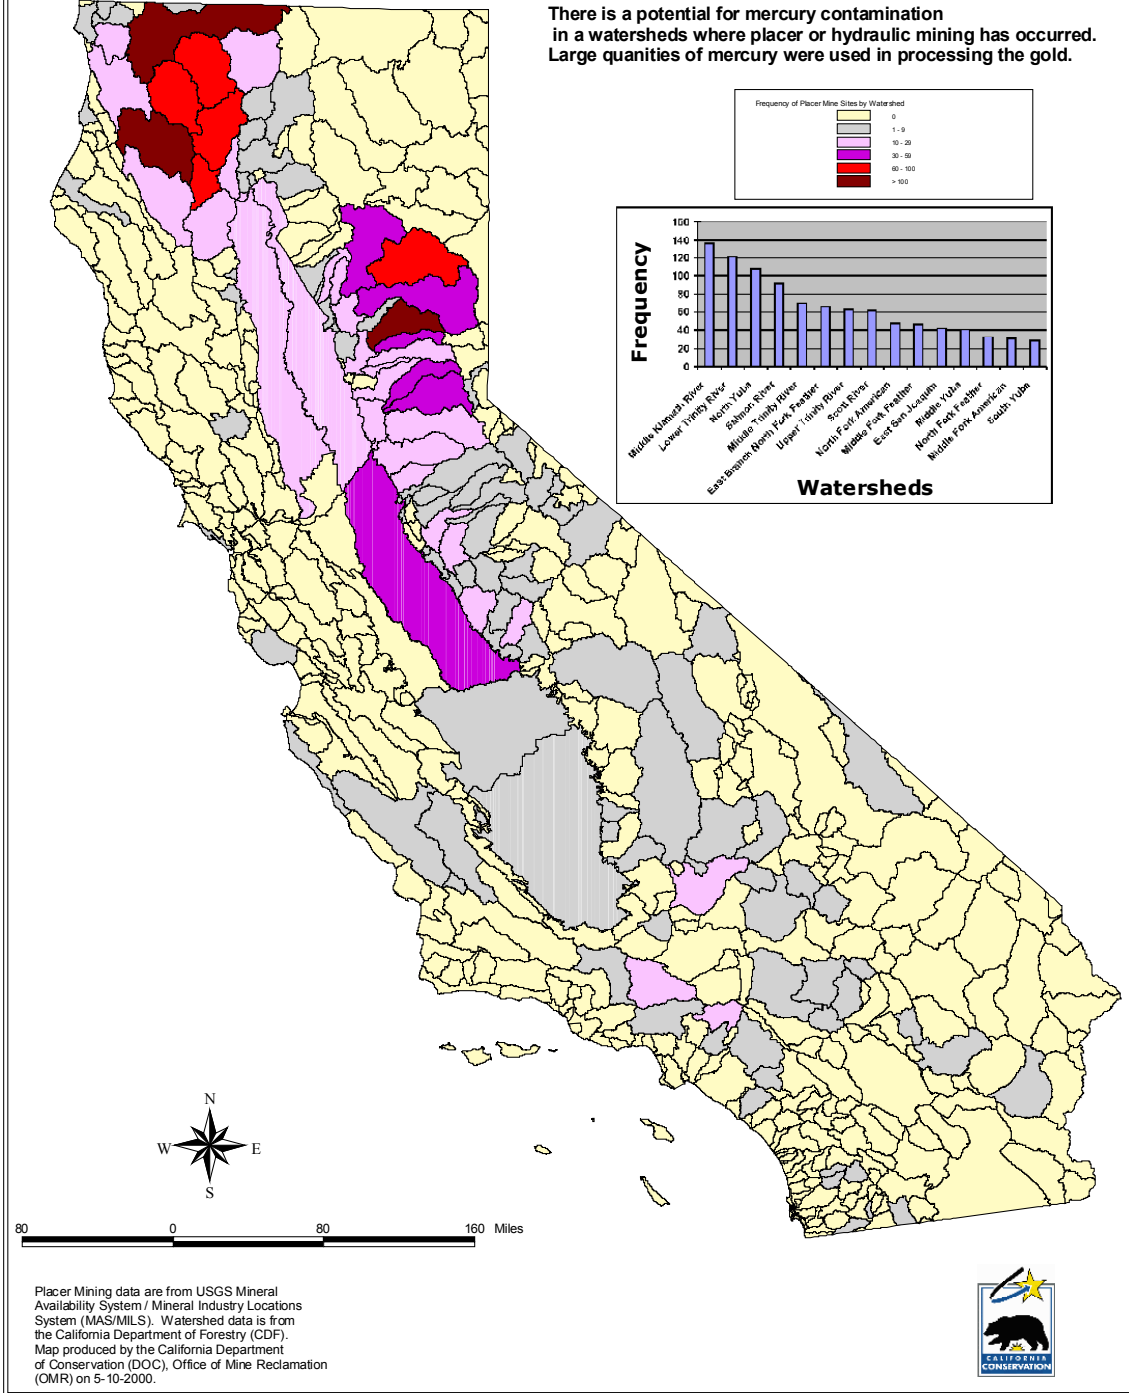 There is a potential for mercury contamination
in a watersheds where placer or hydraulic mining has occurred.
Large quanities of mercury were used in processing the gold.
Frequency of Placer Mine Sites by Watershed
0
1 - 9
10 - 29
30 - 59
60 - 100
> 100
160
140
120
100
80
60
40
20
0
Frequency
Middle Klamath River
Lower Trinity River
North Yuba
Salmon River
Middle Trinity River
East Branch North Fork Feather
Upper Trinity River
Scott River
North Fork American
Middle Fork Feather
East San Joaquin
Middle Yuba
North Fork Feather
Middle Fork American
South Yuba
Watersheds
N
W E
S
80 0 80 160 Miles
Placer Mining data are from USGS Mineral
Availability System / Mineral Industry Locations
System (MAS/MILS). Watershed data is from
the California Department of Forestry (CDF).
Map produced by the California Department
of Conservation (DOC), Office of Mine Reclamation
(OMR) on 5-10-2000.
CALIFORNIA
CONSERVATION